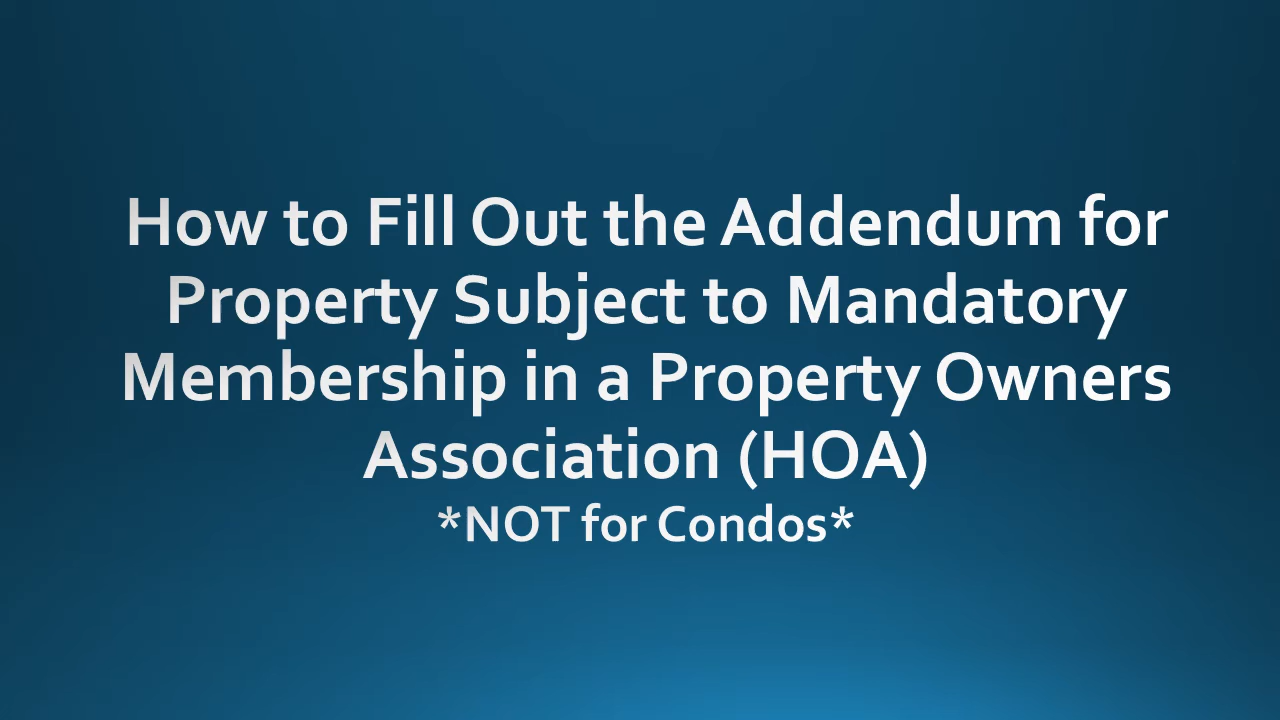 How to Fill Out the Addendum for
Property Subject to Mandatory
Membership in a Property Owners
Association (HOA)
*NOT for Condos*